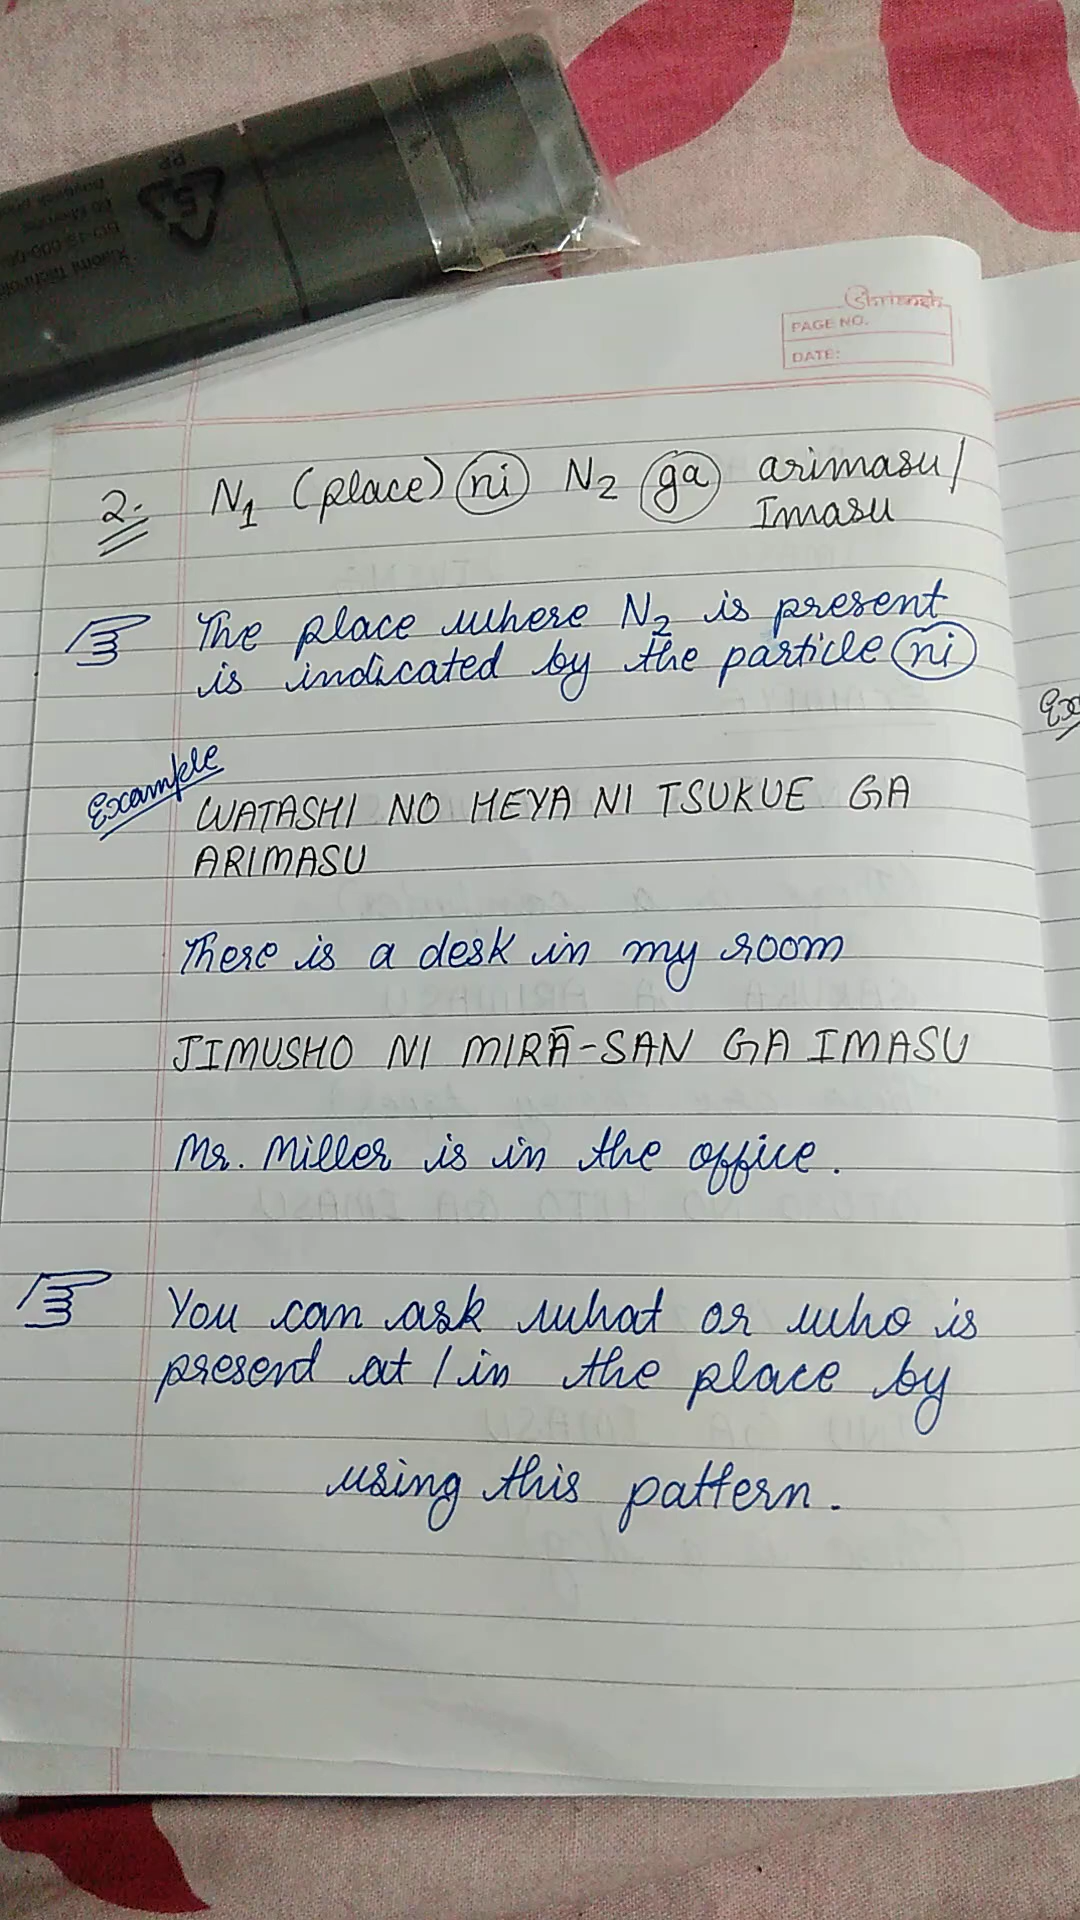 Shriansh
PAGE NO.
DATE:
2. N1 (place) ni N2 ga arimasu/
Imasu
The place where N2 is present
is indicated by the particle ni
Example
WATASHI NO HEYA NI TSUKUE GA
ARIMASU
There is a desk in my room
JIMUSHO NI MIRĀ-SAN GA IMASU
Mr. Miller is in the office.
You can ask what or who is
present at / in the place by
using this pattern.
PP
5